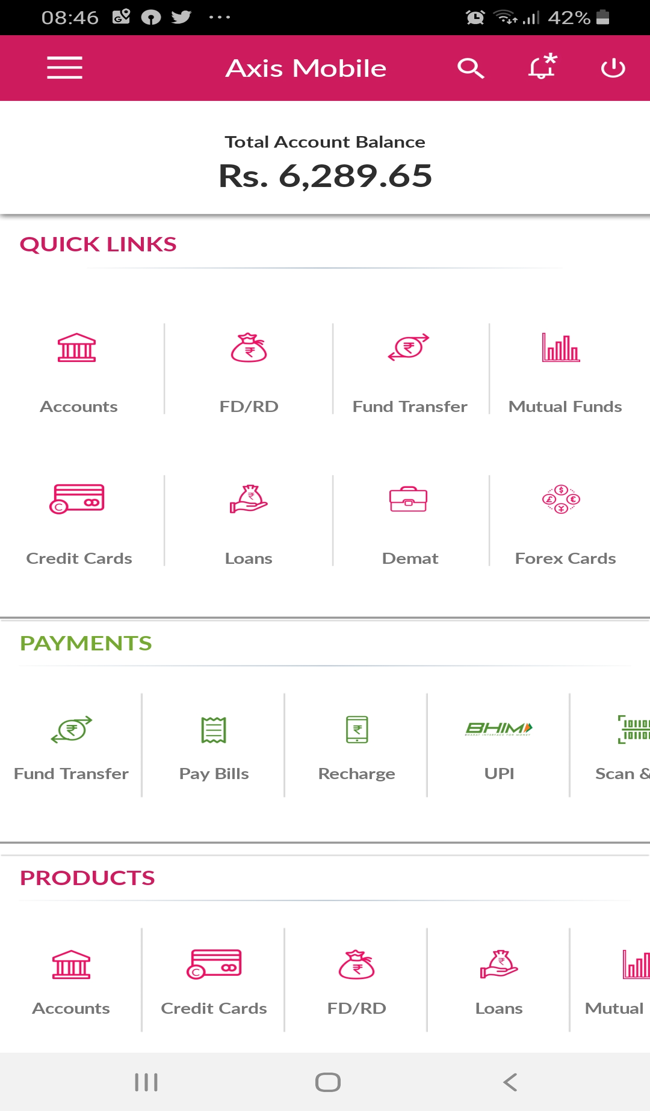 08:46 42%
Axis Mobile
Total Account Balance
Rs. 6,289.65
QUICK LINKS
Accounts FD/RD Fund Transfer Mutual Funds
Credit Cards Loans Demat Forex Cards
PAYMENTS
BHIM
Fund Transfer Pay Bills Recharge UPI Scan &
PRODUCTS
Accounts Credit Cards FD/RD Loans Mutual